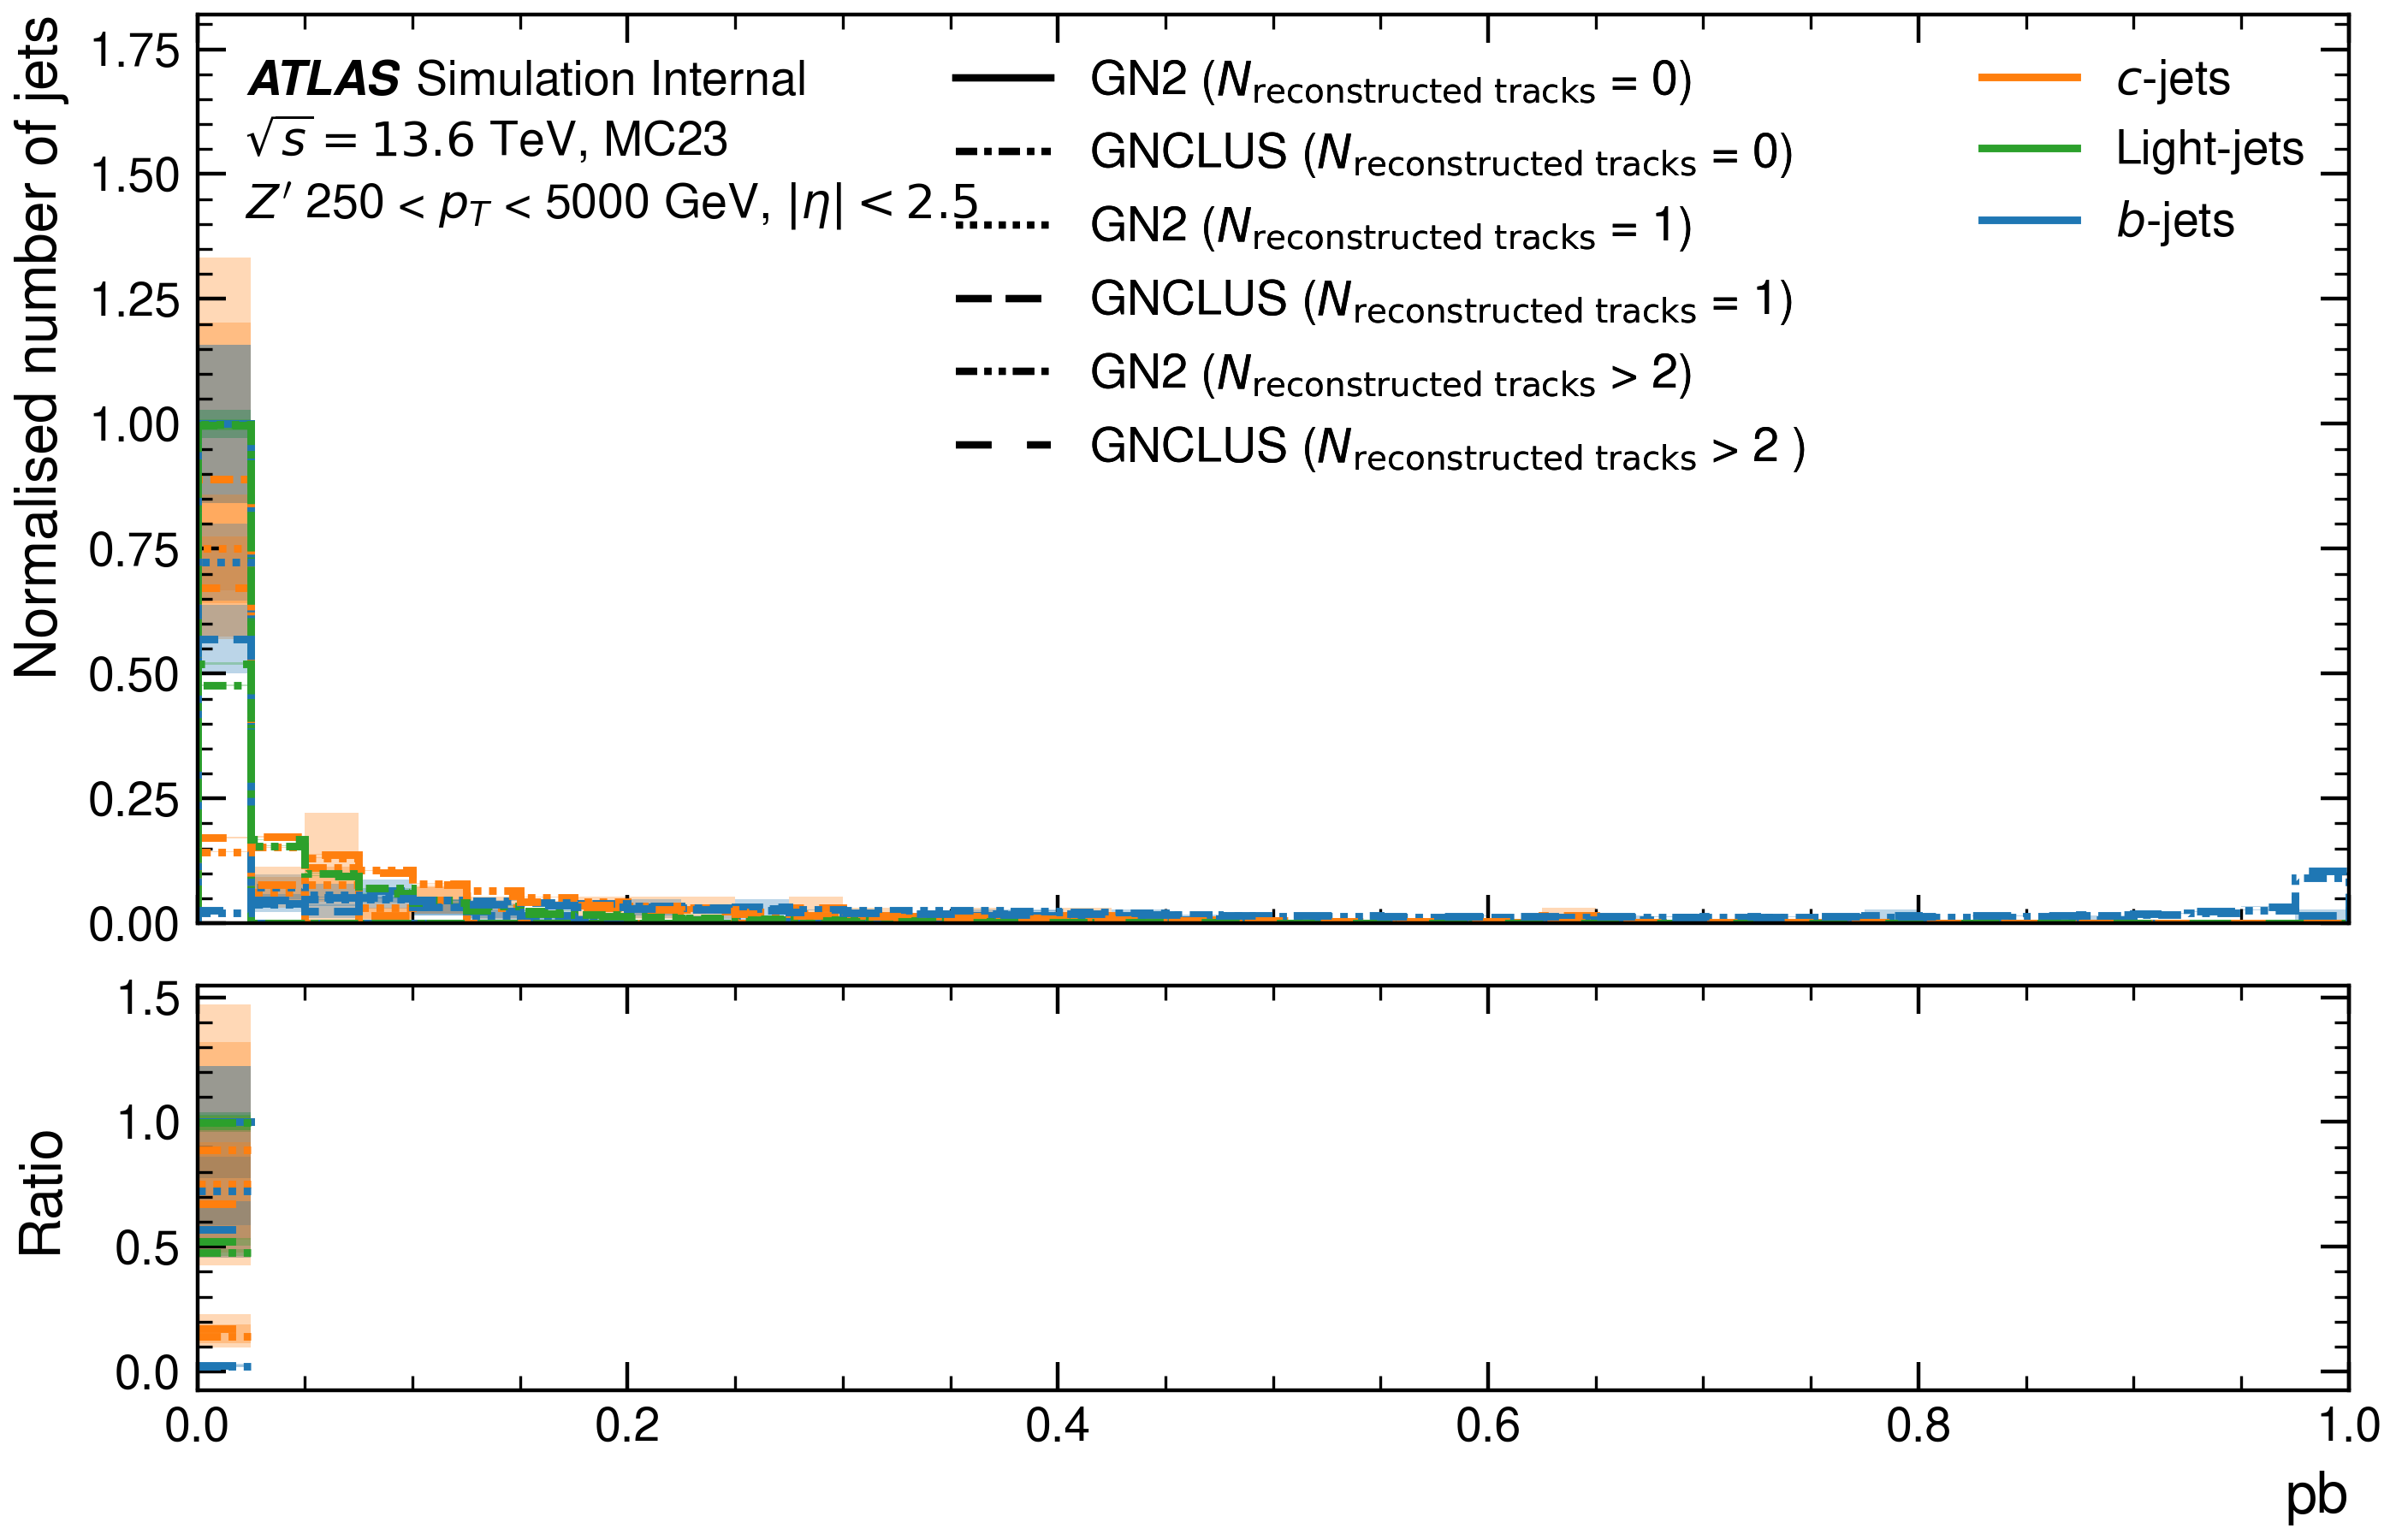 Normalised number of jets
1.75
1.50
1.25
1.00
0.75
0.50
0.25
0.00
ATLAS Simulation Internal
√s = 13.6 TeV, MC23
Z′ 250 < pT < 5000 GeV, |η| < 2.5
GN2 (Nreconstructed tracks = 0)
GNCLUS (Nreconstructed tracks = 0)
GN2 (Nreconstructed tracks = 1)
GNCLUS (Nreconstructed tracks = 1)
GN2 (Nreconstructed tracks > 2)
GNCLUS (Nreconstructed tracks > 2 )
c-jets
Light-jets
b-jets
Ratio
1.5
1.0
0.5
0.0
0.0 0.2 0.4 0.6 0.8 1.0
pb